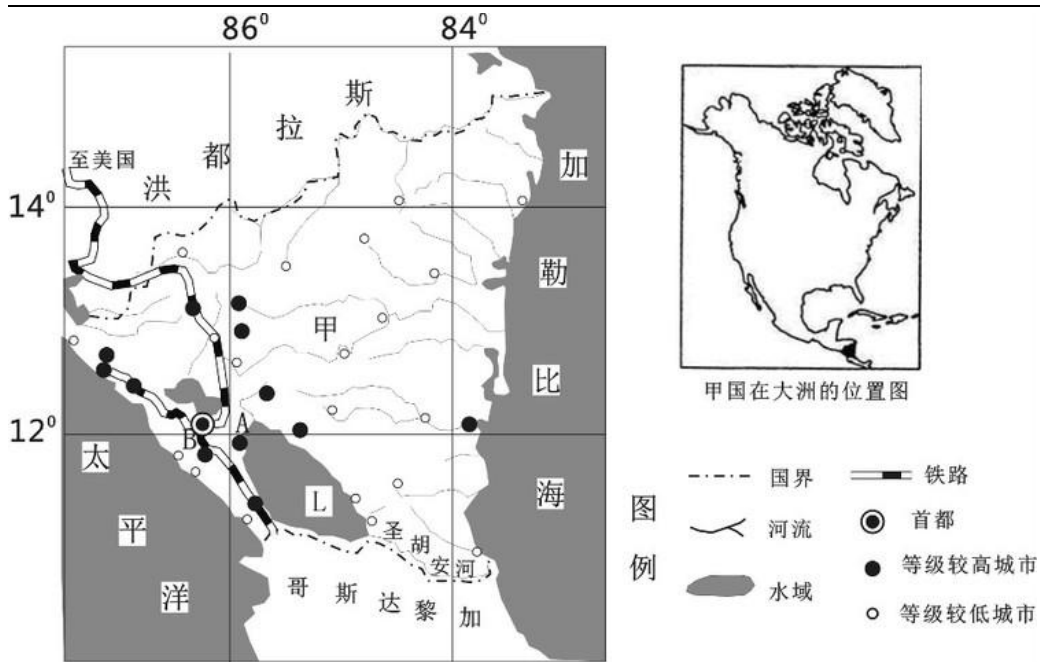 86⁰ 84⁰
洪都拉斯
至美国
14⁰
加勒比海
甲
12⁰
A
B
L
太平洋
圣胡安河
哥斯达黎加
甲国在大洲的位置图
图例
国界
铁路
河流
首都
水域
等级较高城市
等级较低城市